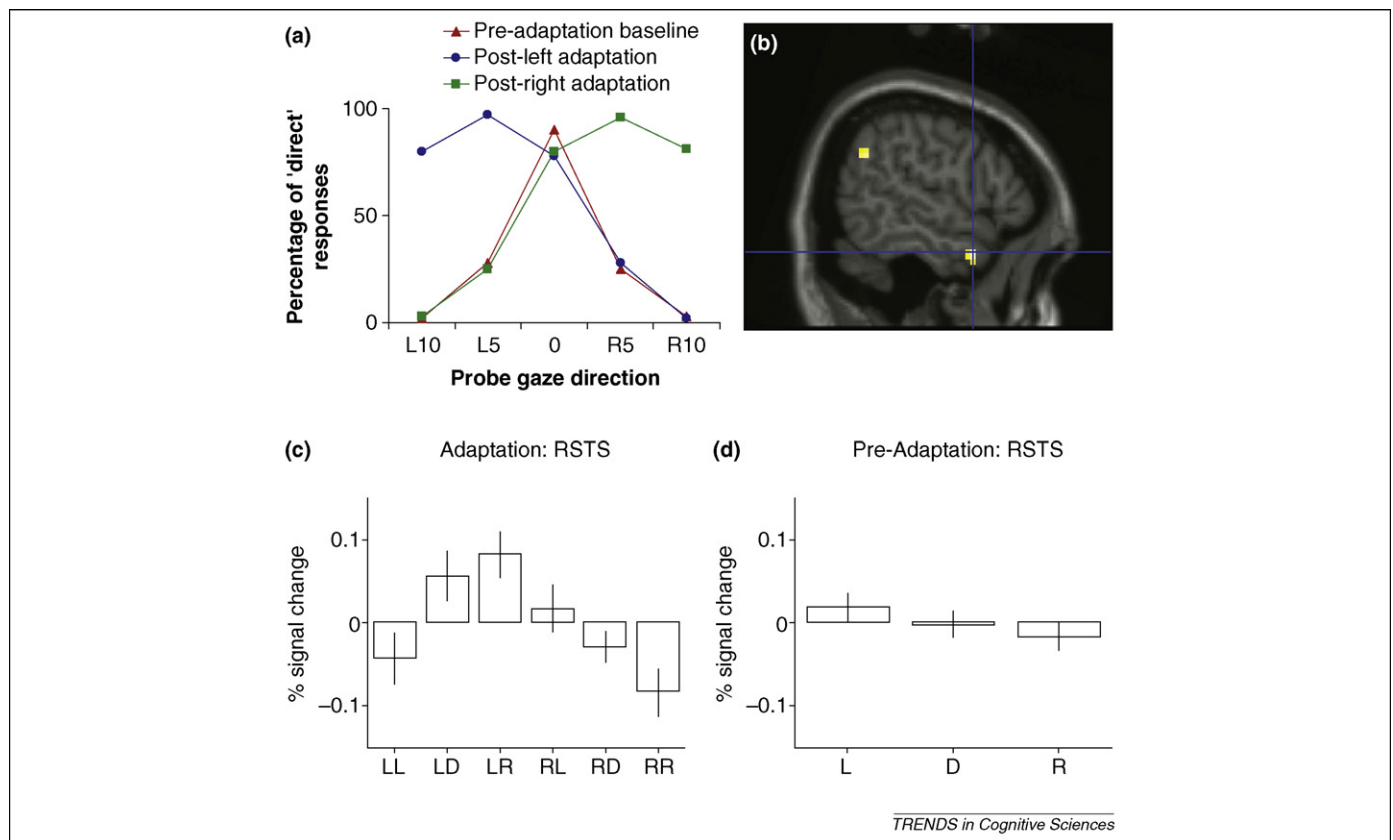 (a)
Pre-adaptation baseline
Post-left adaptation
Post-right adaptation
Percentage of 'direct'
responses
100
50
0
L10 L5 0 R5 R10
Probe gaze direction
(b)
(c) Adaptation: RSTS
% signal change
0.1
0
–0.1
LL LD LR RL RD RR
(d) Pre-Adaptation: RSTS
% signal change
0.1
0
–0.1
L D R
TRENDS in Cognitive Sciences